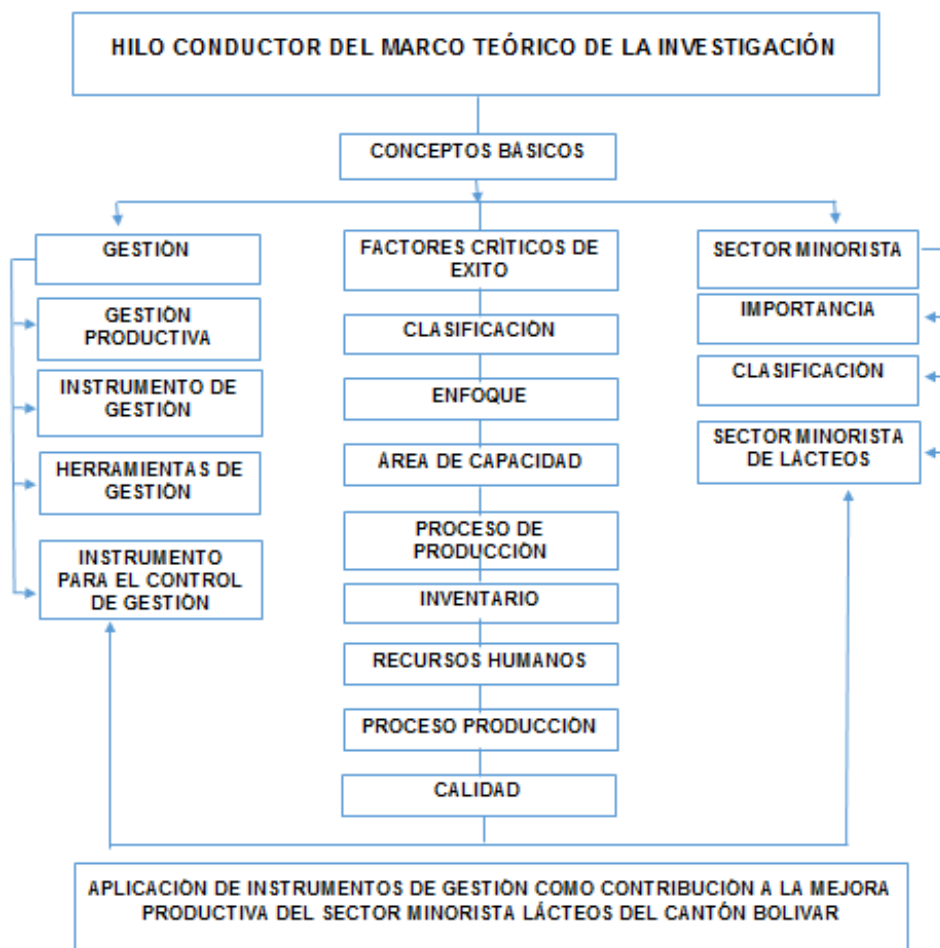 HILO CONDUCTOR DEL MARCO TEÓRICO DE LA INVESTIGACIÓN
CONCEPTOS BÁSICOS
GESTIÓN
GESTIÓN
PRODUCTIVA
INSTRUMENTO DE
GESTIÓN
HERRAMIENTAS DE
GESTIÓN
INSTRUMENTO
PARA EL CONTROL
DE GESTIÓN
FACTORES CRÌTICOS DE
EXITO
CLASIFICACIÓN
ENFOQUE
ÁREA DE CAPACIDAD
PROCESO DE
PRODUCCIÓN
INVENTARIO
RECURSOS HUMANOS
PROCESO PRODUCCIÓN
CALIDAD
SECTOR MINORISTA
IMPORTANCIA
CLASIFICACIÓN
SECTOR MINORISTA
DE LÁCTEOS
APLICACIÓN DE INSTRUMENTOS DE GESTIÓN COMO CONTRIBUCIÓN A LA MEJORA
PRODUCTIVA DEL SECTOR MINORISTA LÁCTEOS DEL CANTÓN BOLIVAR